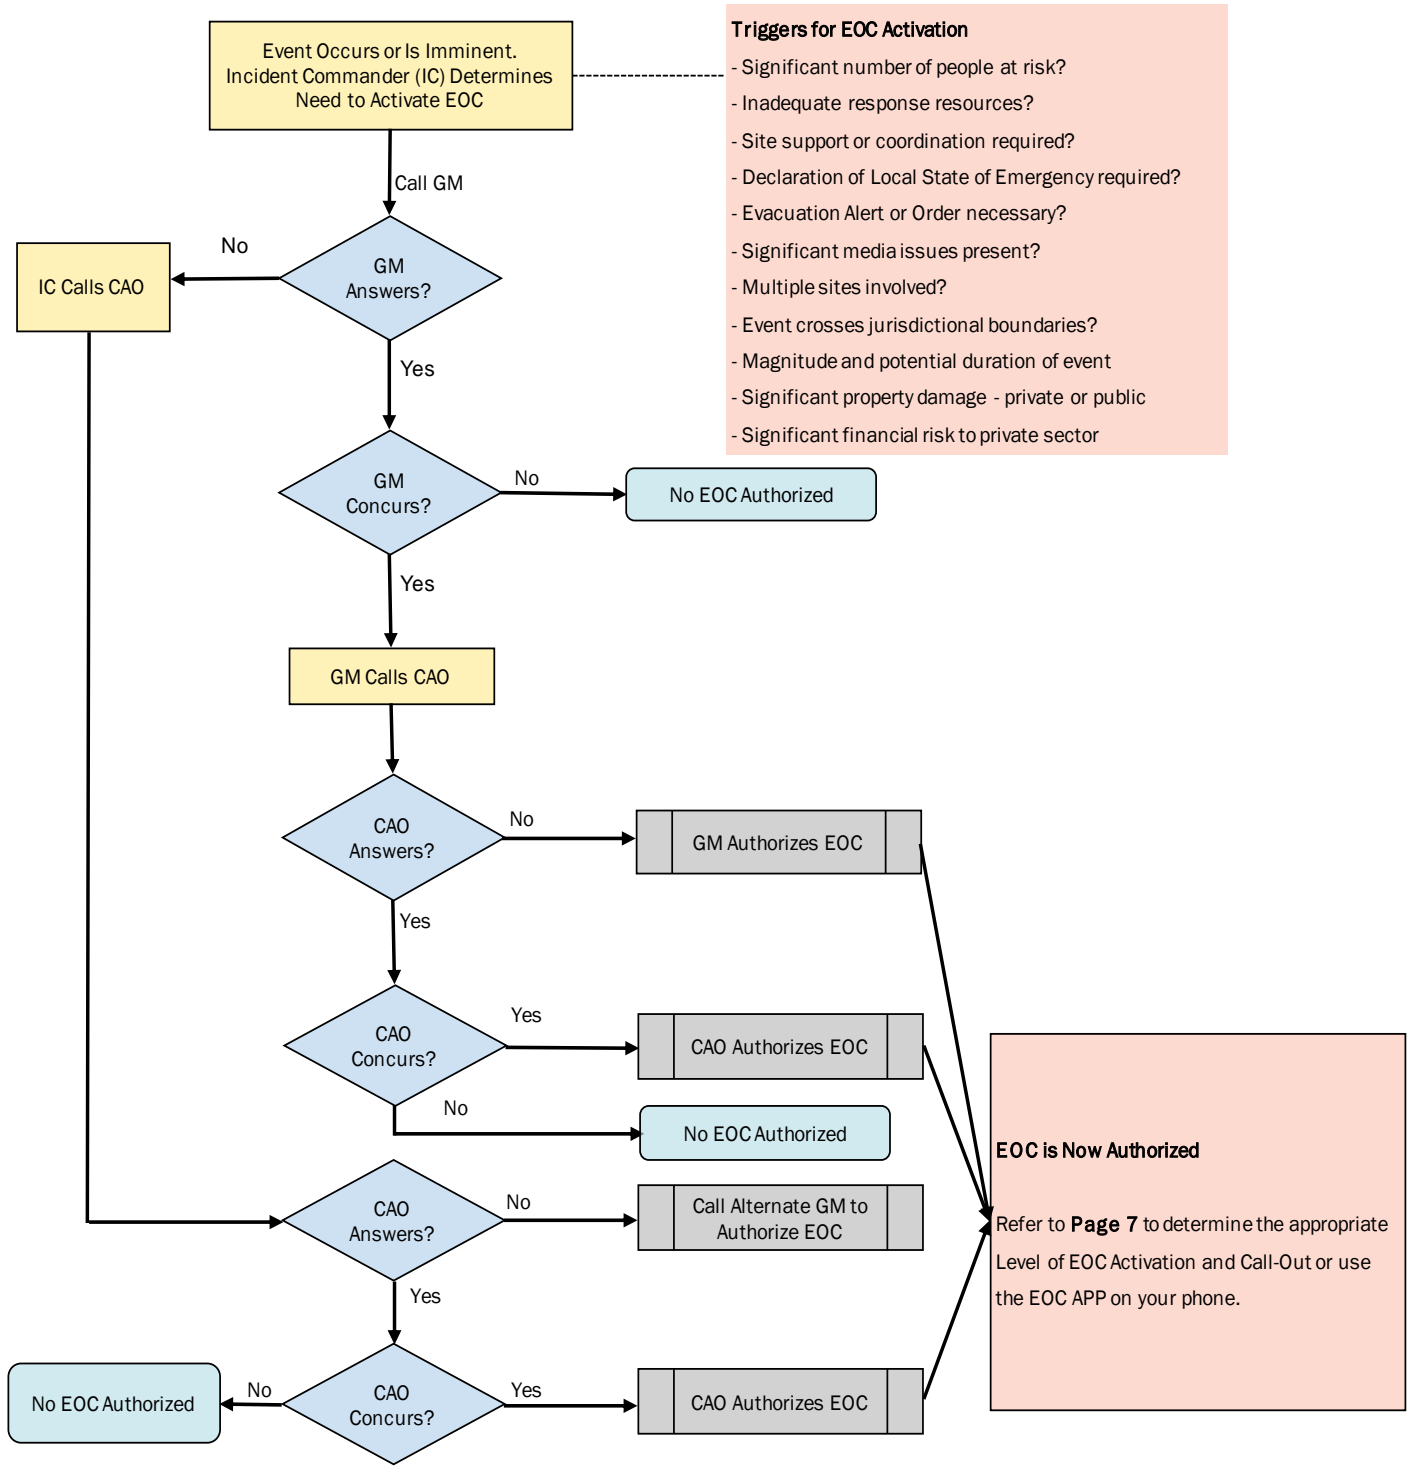 Event Occurs or Is Imminent.
Incident Commander (IC) Determines
Need to Activate EOC
Triggers for EOC Activation
- Significant number of people at risk?
- Inadequate response resources?
- Site support or coordination required?
- Declaration of Local State of Emergency required?
- Evacuation Alert or Order necessary?
- Significant media issues present?
- Multiple sites involved?
- Event crosses jurisdictional boundaries?
- Magnitude and potential duration of event
- Significant property damage - private or public
- Significant financial risk to private sector
Call GM
GM
Answers?
No
IC Calls CAO
Yes
GM
Concurs?
No
No EOC Authorized
Yes
GM Calls CAO
CAO
Answers?
No
GM Authorizes EOC
Yes
CAO
Concurs?
Yes
CAO Authorizes EOC
No
No EOC Authorized
CAO
Answers?
No
Call Alternate GM to
Authorize EOC
Yes
CAO
Concurs?
No
No EOC Authorized
Yes
CAO Authorizes EOC
EOC is Now Authorized
Refer to Page 7 to determine the appropriate
Level of EOC Activation and Call-Out or use
the EOC APP on your phone.